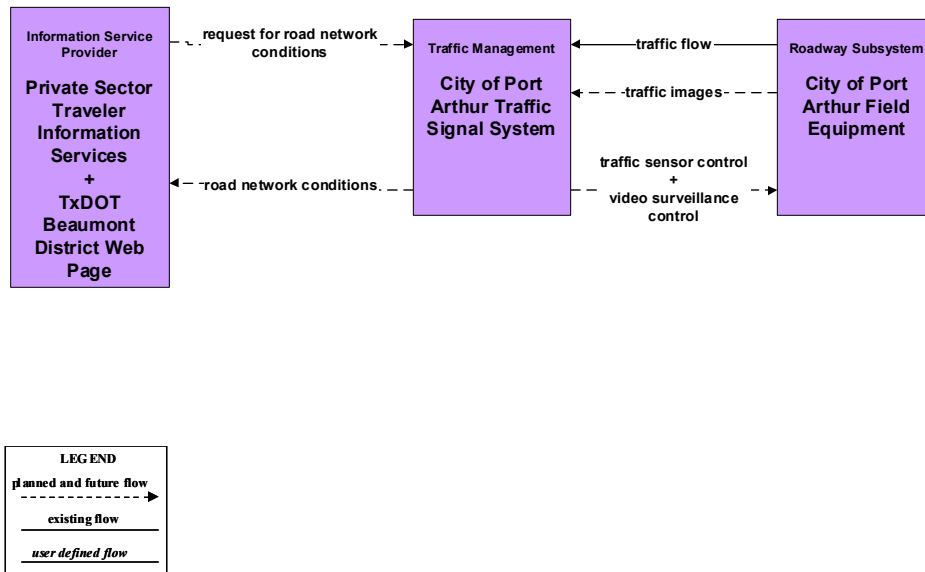 Information Service
Provider
Private Sector
Traveler
Information
Services
+
TxDOT
Beaumont
District Web
Page
request for road network
conditions
road network conditions
Traffic Management
City of Port
Arthur Traffic
Signal System
traffic flow
traffic images
traffic sensor control
+
video surveillance
control
Roadway Subsystem
City of Port
Arthur Field
Equipment
LEGEND
planned and future flow
existing flow
user defined flow